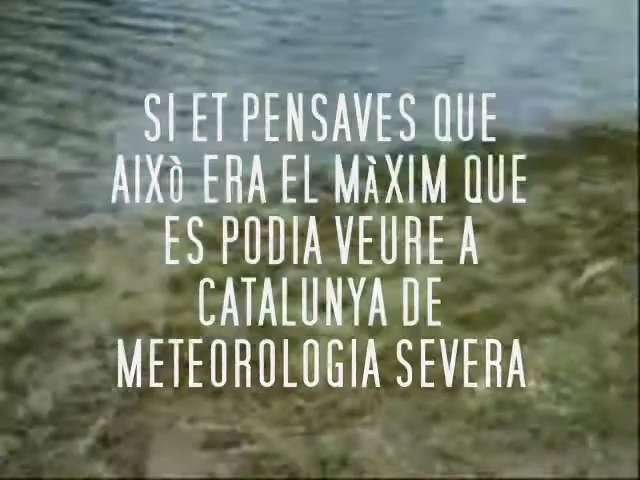 SI ET PENSAVES QUE
AIXò ERA EL MàXIM QUE
ES PODIA VEURE A
CATALUNYA DE
METEOROLOGIA SEVERA